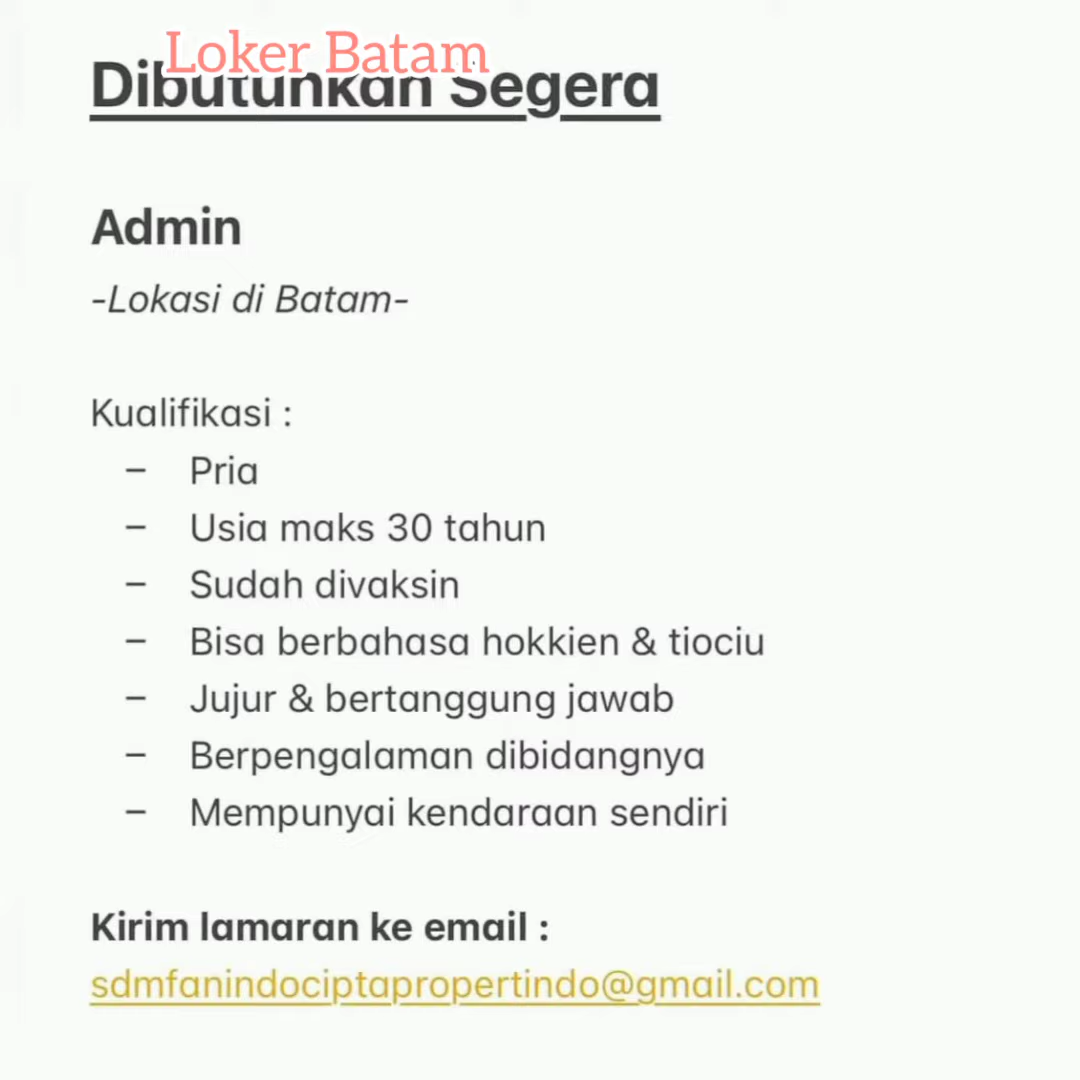 Loker Batam
Dibutuhkan Segera
Admin
-Lokasi di Batam-
Kualifikasi :
– Pria
– Usia maks 30 tahun
– Sudah divaksin
– Bisa berbahasa hokkien & tiociu
– Jujur & bertanggung jawab
– Berpengalaman dibidangnya
– Mempunyai kendaraan sendiri
Kirim lamaran ke email :
sdmfanindociptapropertindo@gmail.com